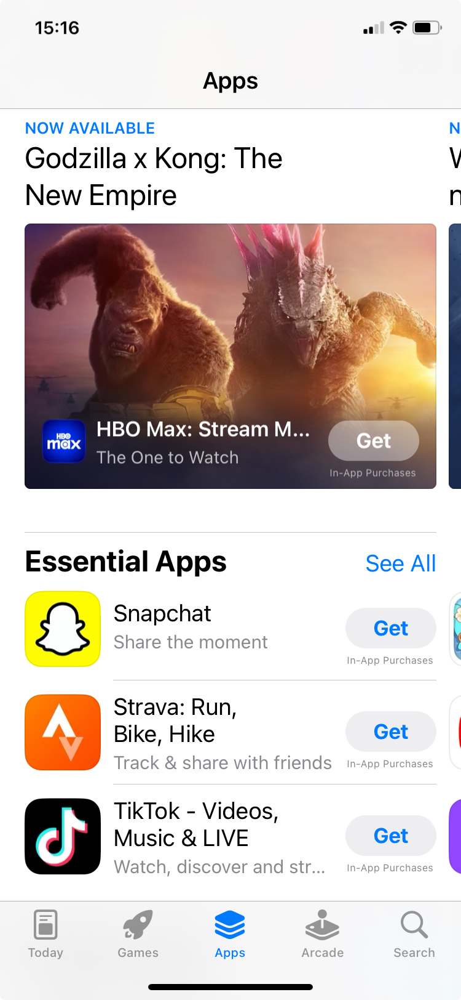 15:16
Apps
NOW AVAILABLE
N
Godzilla x Kong: The
New Empire
HBO max
HBO Max: Stream M...
The One to Watch
Get
In-App Purchases
Essential Apps
See All
Snapchat
Share the moment
Get
In-App Purchases
Strava: Run,
Bike, Hike
Track & share with friends
Get
In-App Purchases
TikTok - Videos,
Music & LIVE
Watch, discover and str...
Get
In-App Purchases
Today
Games
Apps
Arcade
Search